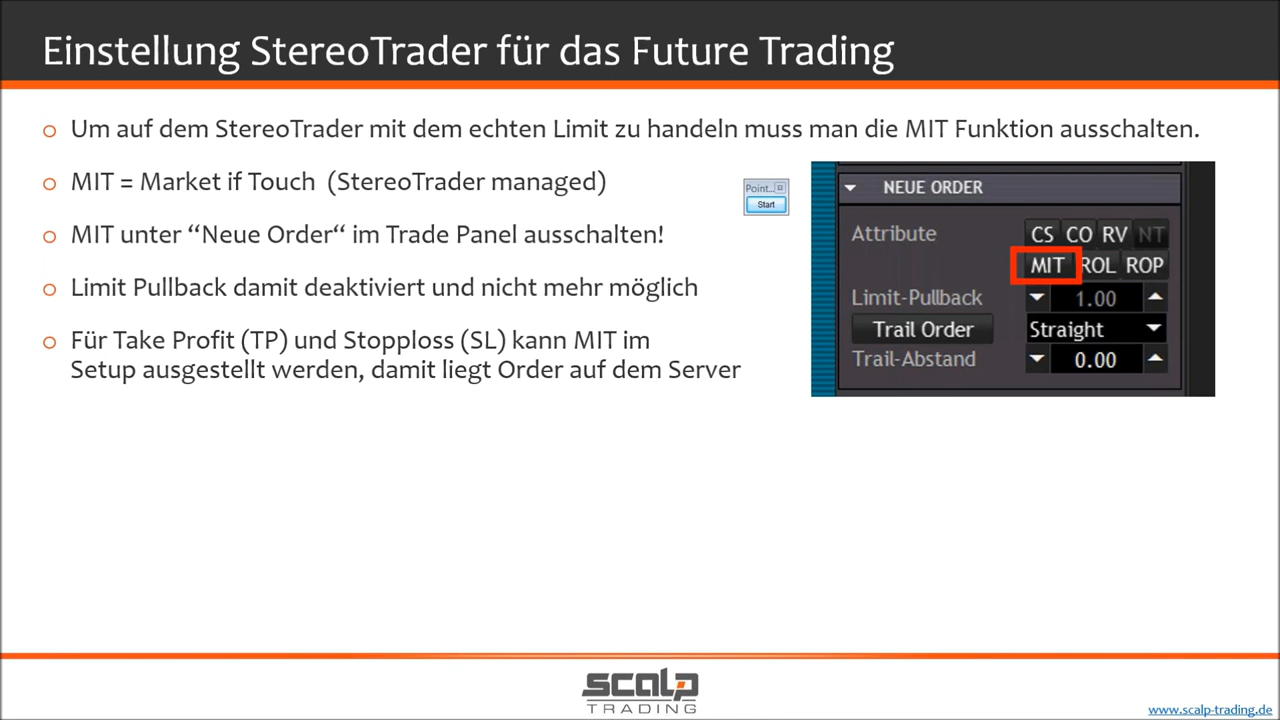 Einstellung StereoTrader für das Future Trading
Um auf dem StereoTrader mit dem echten Limit zu handeln muss man die MIT Funktion ausschalten.
MIT = Market if Touch (StereoTrader managed)
MIT unter “Neue Order“ im Trade Panel ausschalten!
Limit Pullback damit deaktiviert und nicht mehr möglich
Für Take Profit (TP) und Stopploss (SL) kann MIT im
Setup ausgestellt werden, damit liegt Order auf dem Server
Point...
Start
NEUE ORDER
Attribute CS CO RV NT
MIT ROL ROP
Limit-Pullback 1.00
Trail Order Straight
Trail-Abstand 0.00
SCALP
TRADING
www.scalp-trading.de